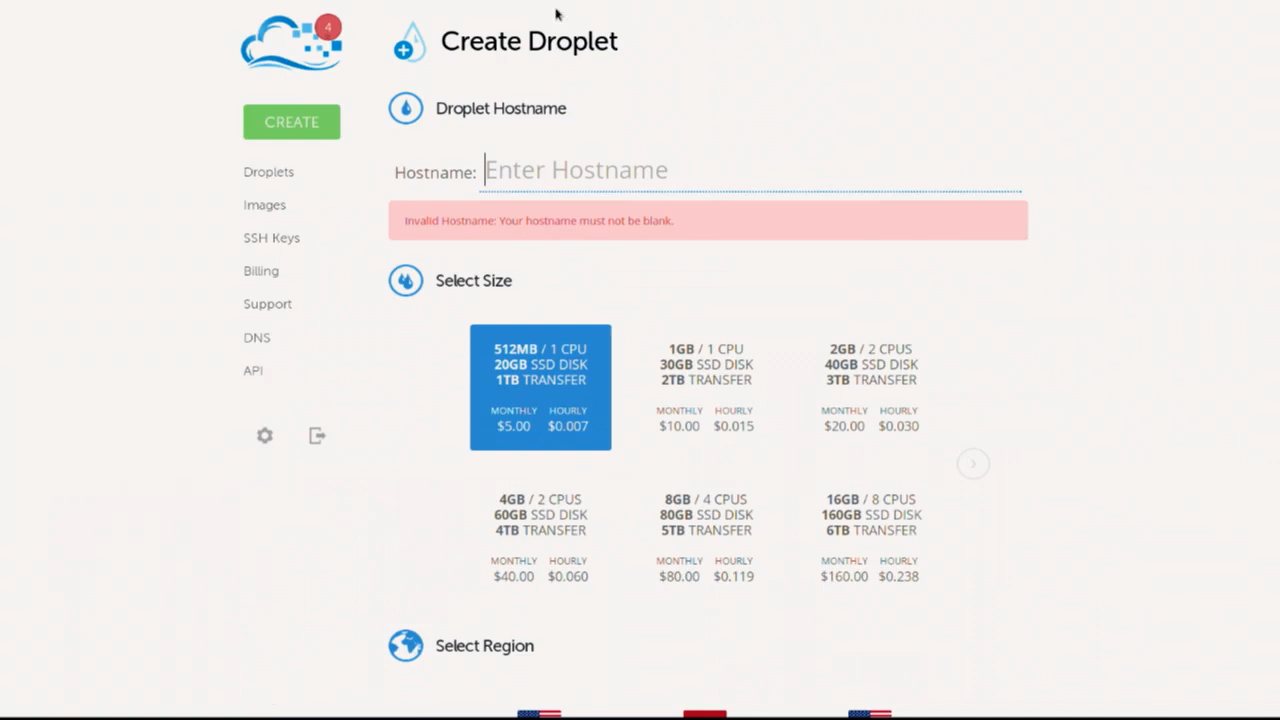 4
Create Droplet
CREATE
Droplets
Images
SSH Keys
Billing
Support
DNS
API
Droplet Hostname
Hostname: Enter Hostname
Invalid Hostname: Your hostname must not be blank.
Select Size
512MB / 1 CPU
20GB SSD DISK
1TB TRANSFER
MONTHLY HOURLY
$5.00 $0.007
1GB / 1 CPU
30GB SSD DISK
2TB TRANSFER
MONTHLY HOURLY
$10.00 $0.015
2GB / 2 CPUS
40GB SSD DISK
3TB TRANSFER
MONTHLY HOURLY
$20.00 $0.030
4GB / 2 CPUS
60GB SSD DISK
4TB TRANSFER
MONTHLY HOURLY
$40.00 $0.060
8GB / 4 CPUS
80GB SSD DISK
5TB TRANSFER
MONTHLY HOURLY
$80.00 $0.119
16GB / 8 CPUS
160GB SSD DISK
6TB TRANSFER
MONTHLY HOURLY
$160.00 $0.238
Select Region